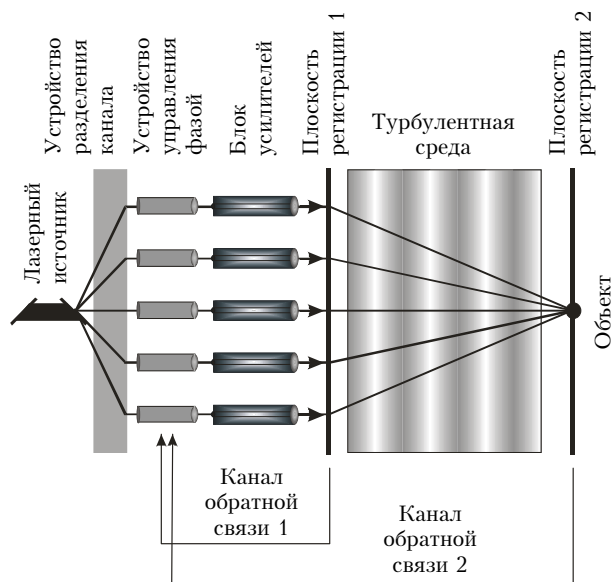 Лазерный
источник
Устройство
разделения
канала
Устройство
управления
фазой
Блок
усилителей
Плоскость
регистрации 1
Турбулентная
среда
Плоскость
регистрации 2
Объект
Канал
обратной
связи 1
Канал
обратной
связи 2